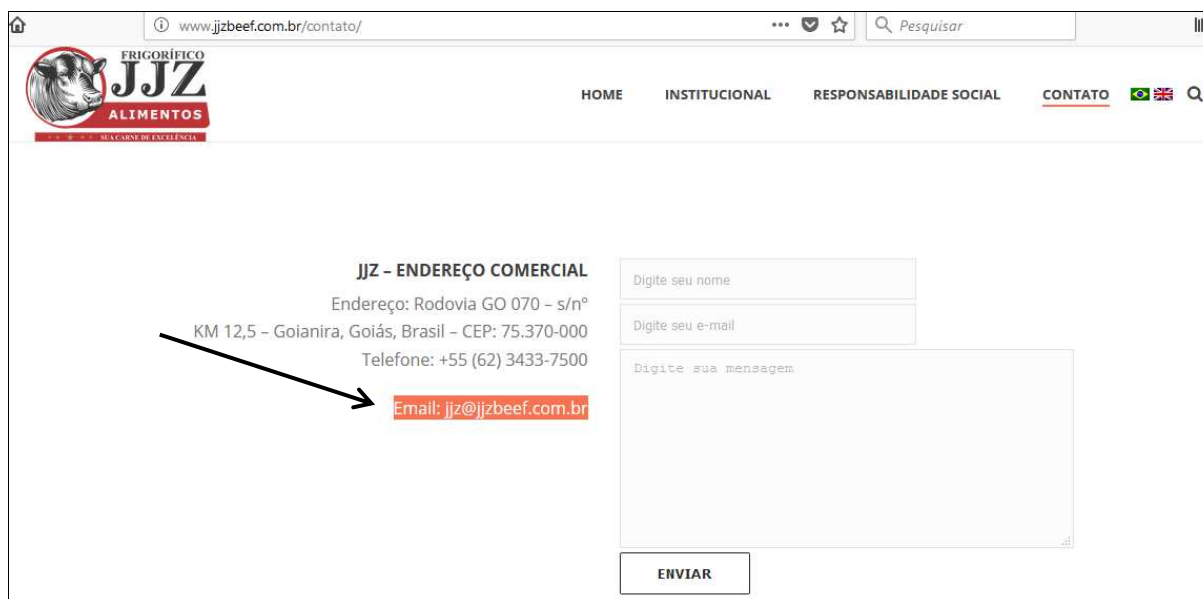 www.jjzbeef.com.br/contato/
Pesquisar
FRIGORÍFICO
JJZ
ALIMENTOS
SUA CARNE DE EXCELÊNCIA
HOME INSTITUCIONAL RESPONSABILIDADE SOCIAL CONTATO
JJZ – ENDEREÇO COMERCIAL
Endereço: Rodovia GO 070 – s/nº
KM 12,5 – Goianira, Goiás, Brasil – CEP: 75.370-000
Telefone: +55 (62) 3433-7500
Email: jjz@jjzbeef.com.br
Digite seu nome
Digite seu e-mail
Digite sua mensagem
ENVIAR